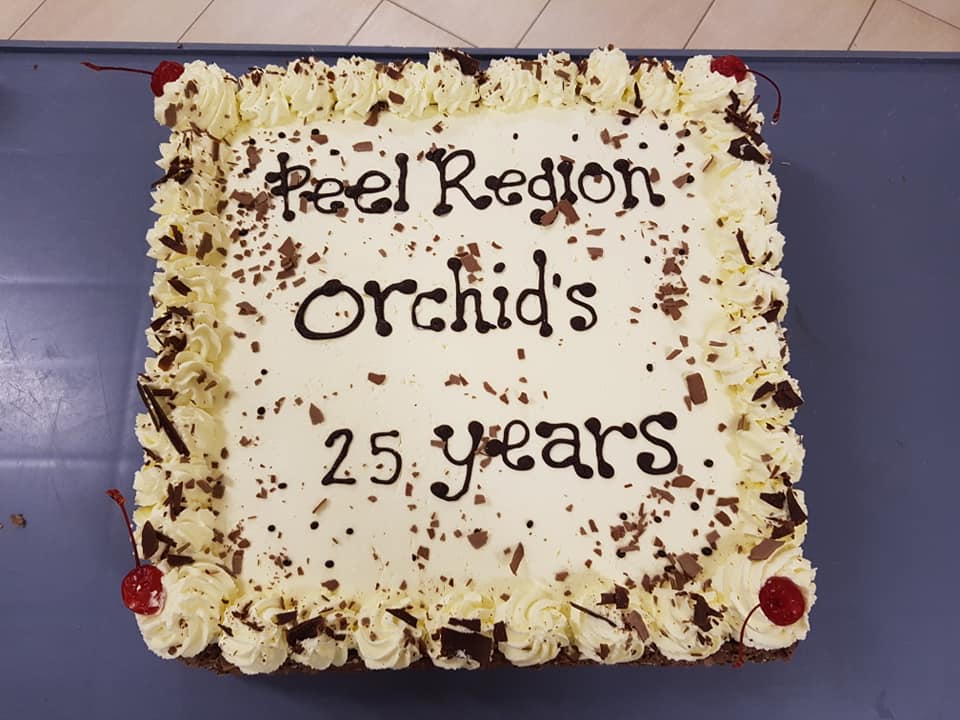 Peel Region
Orchid's
25 years